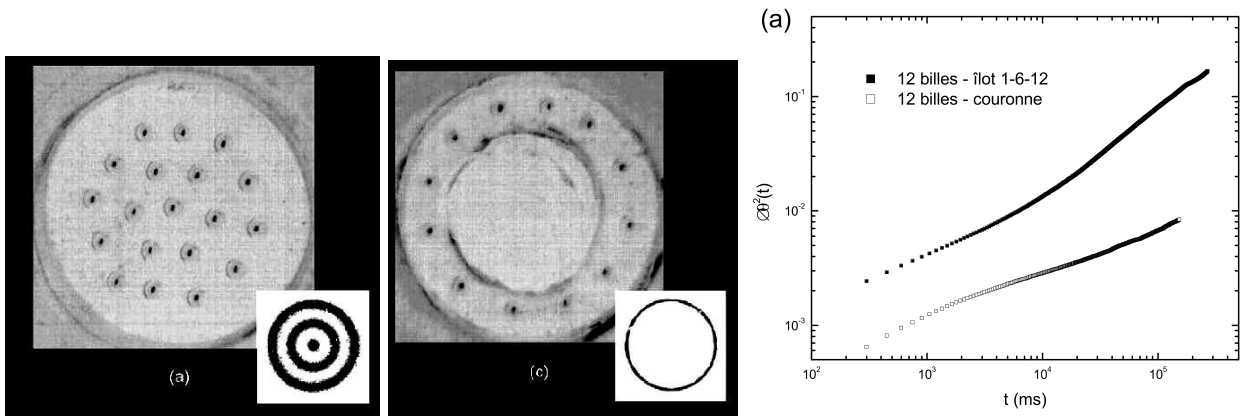 (a)
(c)
(a)
12 billes - îlot 1-6-12
12 billes - couronne
10⁻¹
10⁻²
10⁻³
∅θ²(t)
10² 10³ 10⁴ 10⁵
t (ms)